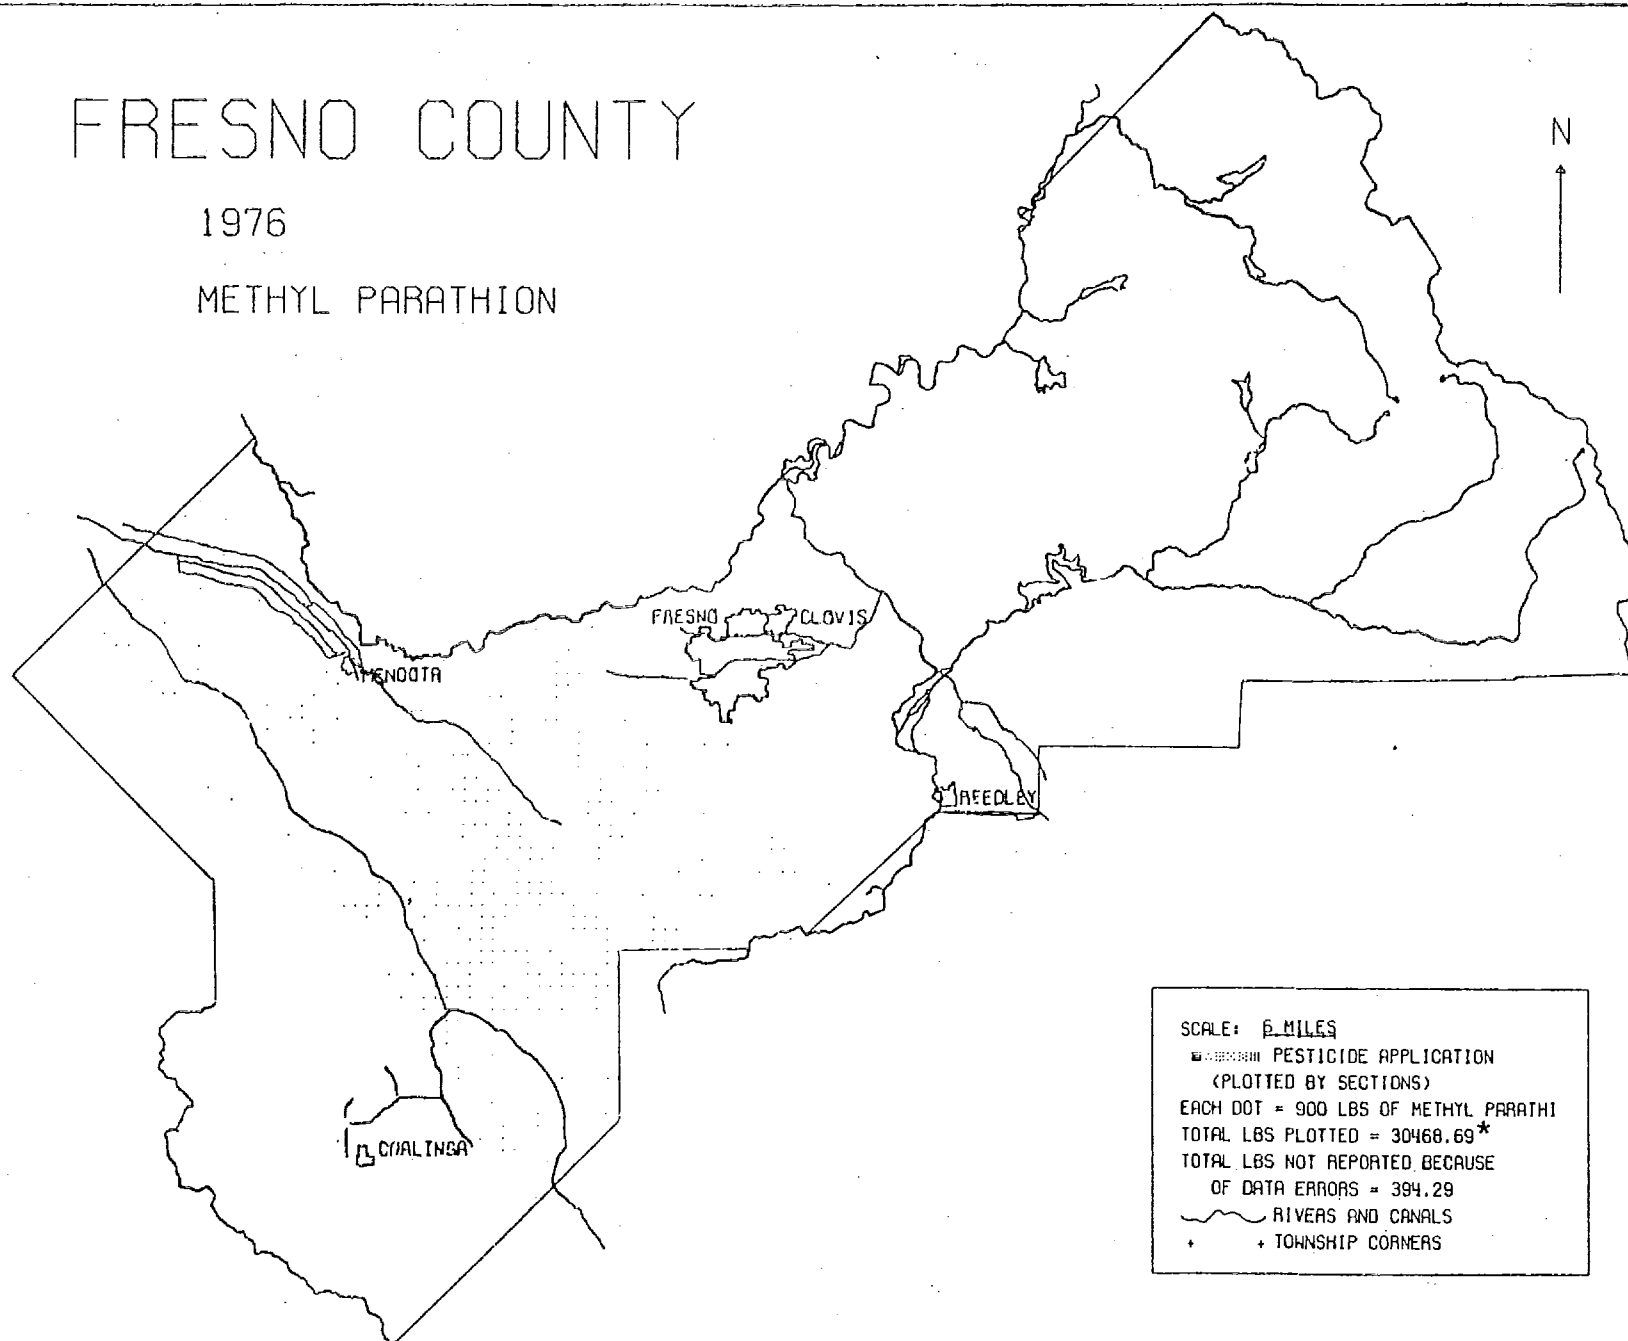 FRESNO COUNTY
1976
METHYL PARATHION
N
FRESNO
CLOVIS
MENDOTA
REEDLEY
COALINGA
SCALE: 6 MILES
PESTICIDE APPLICATION
(PLOTTED BY SECTIONS)
EACH DOT = 900 LBS OF METHYL PARATHI
TOTAL LBS PLOTTED = 30468.69*
TOTAL LBS NOT REPORTED BECAUSE
OF DATA ERRORS = 394.29
RIVERS AND CANALS
+ + TOWNSHIP CORNERS